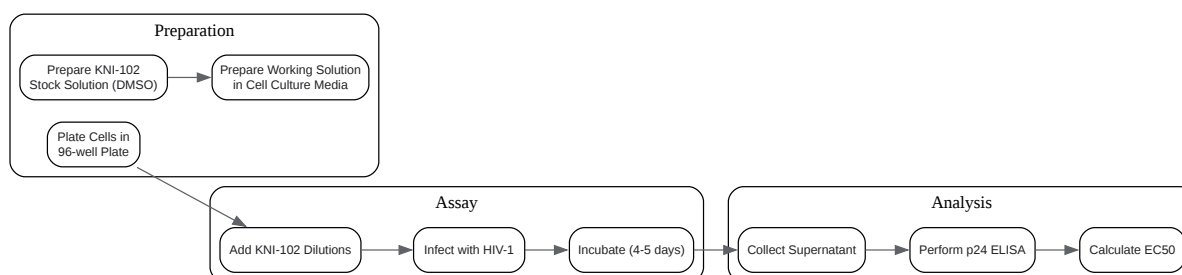 Preparation
Prepare KNI-102
Stock Solution (DMSO)
Prepare Working Solution
in Cell Culture Media
Plate Cells in
96-well Plate
Assay
Add KNI-102 Dilutions
Infect with HIV-1
Incubate (4-5 days)
Analysis
Collect Supernatant
Perform p24 ELISA
Calculate EC50